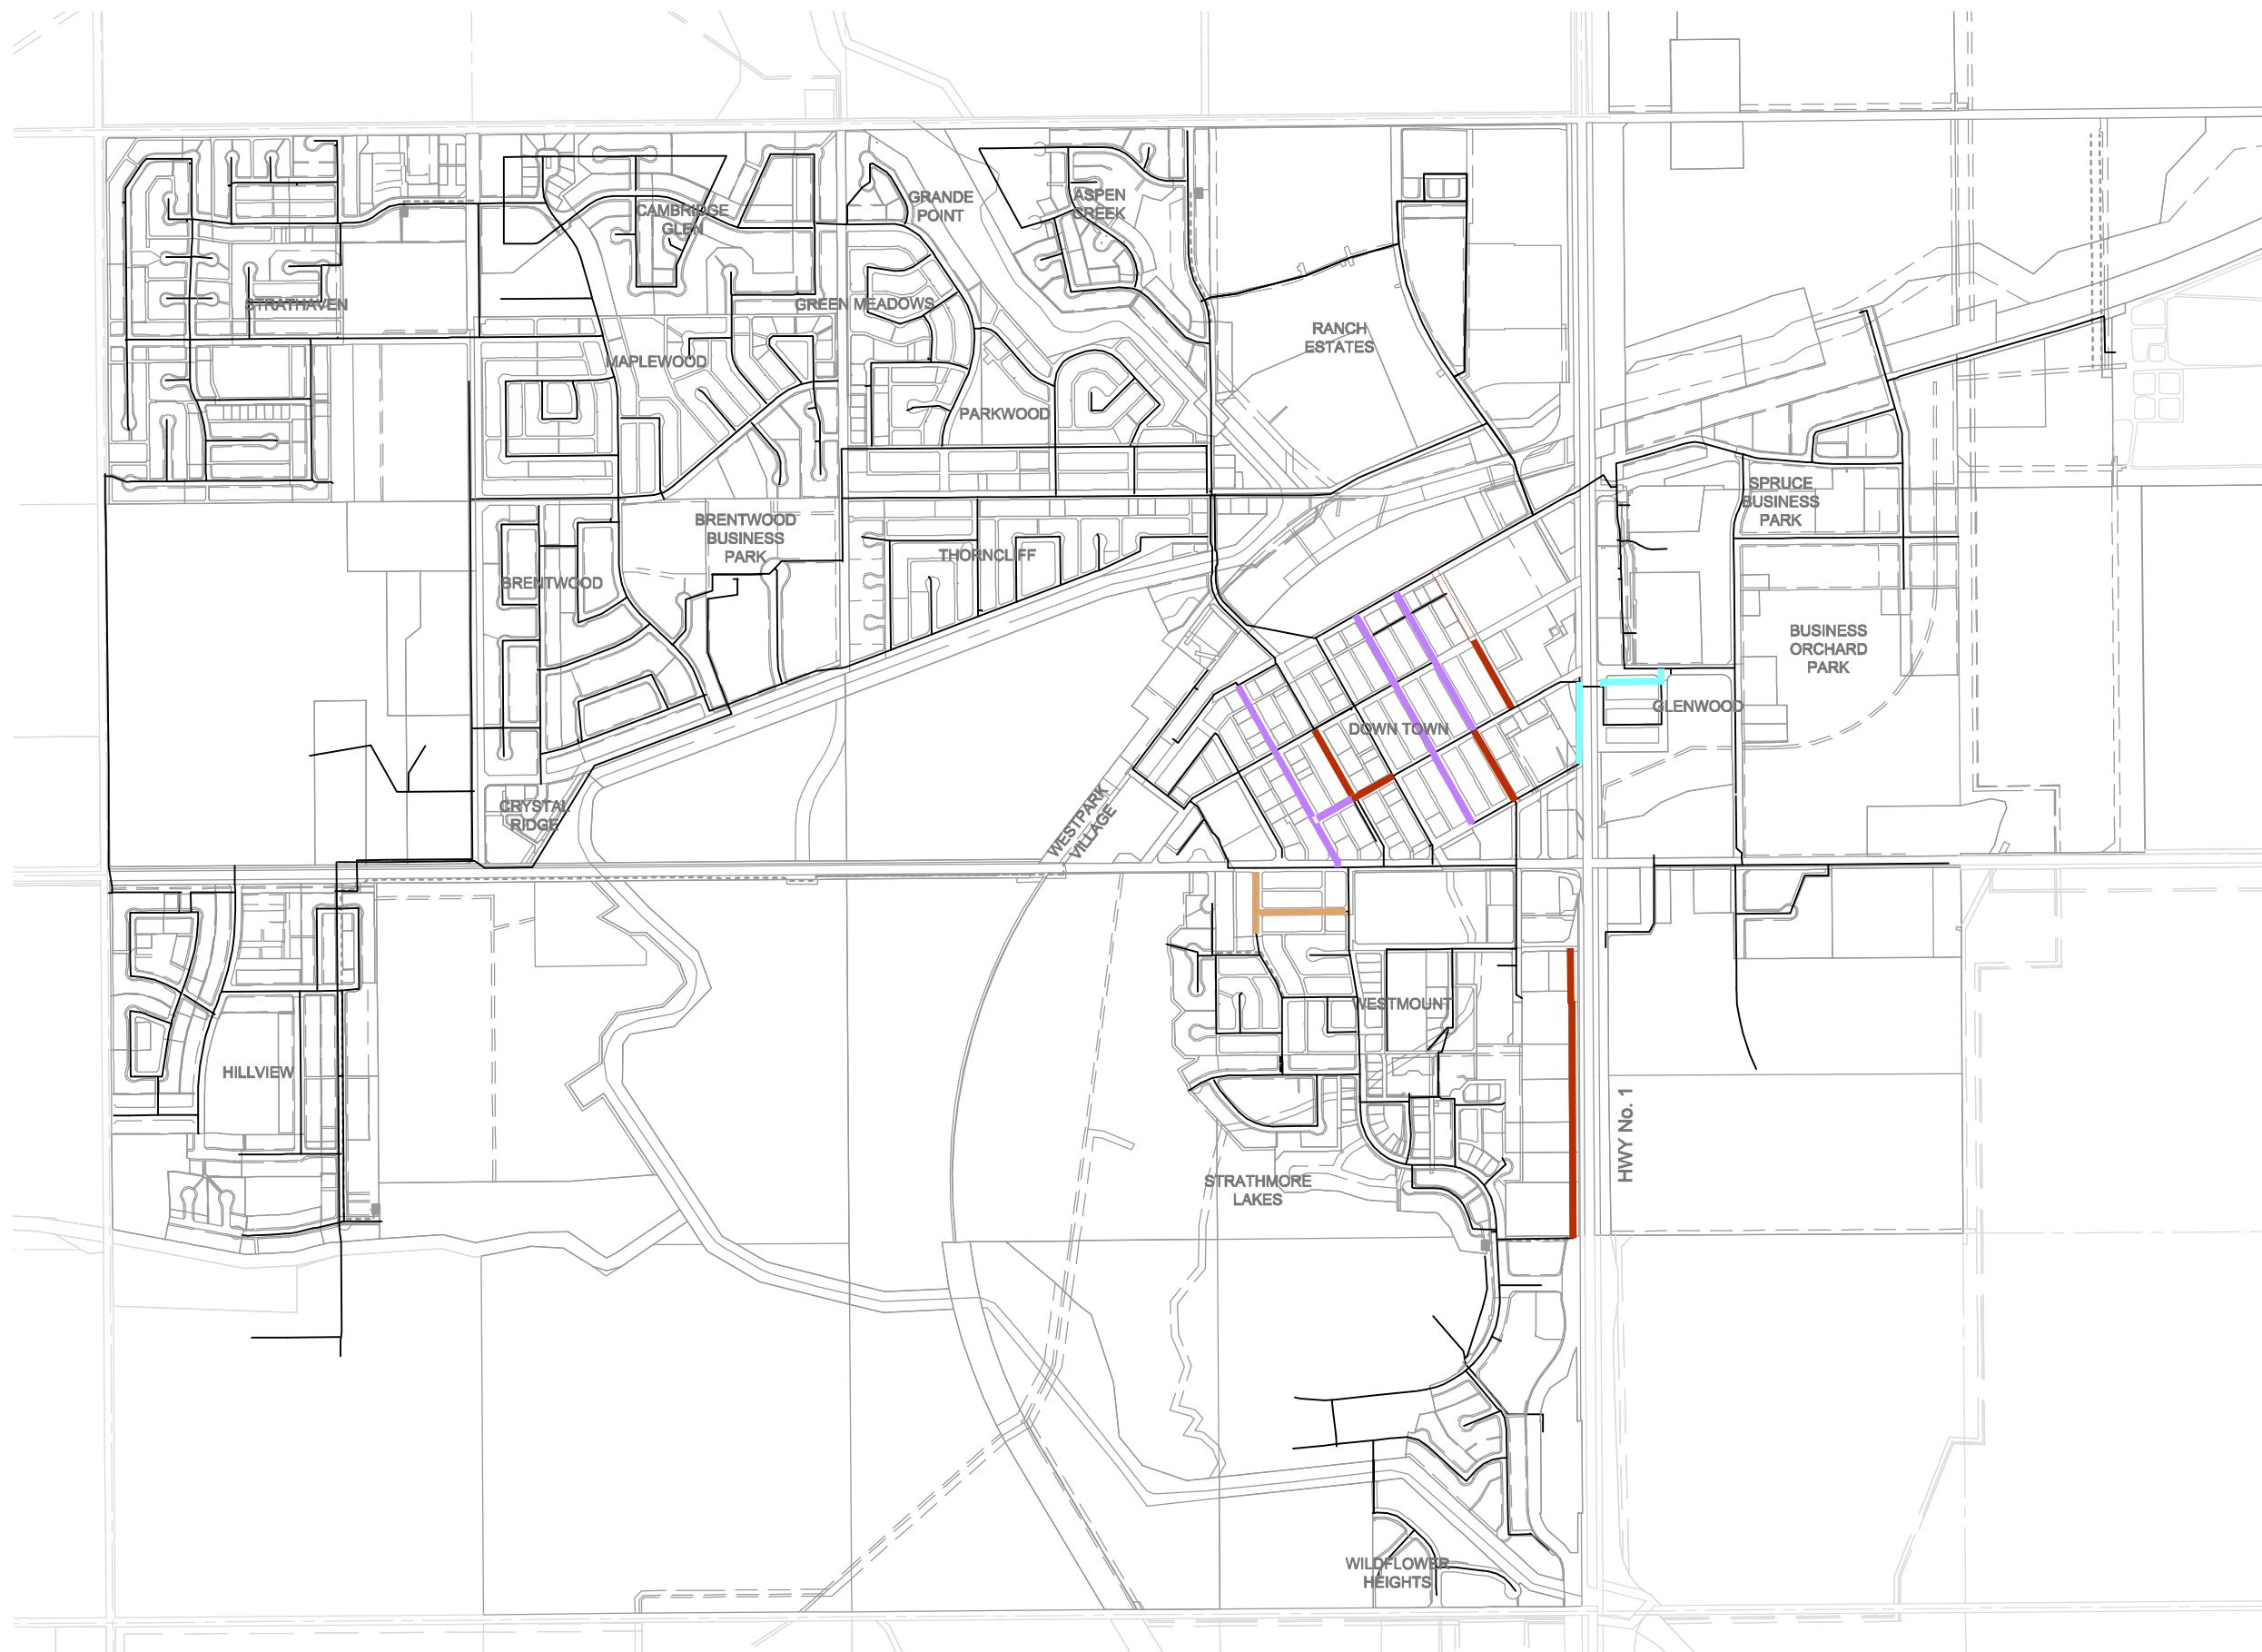 GRANDE
POINT
ASPEN
CREEK
CAMBRIDGE
GLEN
STRATHAVEN
GREEN MEADOWS
RANCH
ESTATES
MAPLEWOOD
PARKWOOD
SPRUCE
BUSINESS
PARK
BRENTWOOD
BUSINESS
PARK
THORNCLIFF
BRENTWOOD
BUSINESS
ORCHARD
PARK
GLENWOOD
DOWN TOWN
CRYSTAL
RIDGE
WESTPARK
VILLAGE
WESTMOUNT
HILLVIEW
HWY No. 1
STRATHMORE
LAKES
WILDFLOWER
HEIGHTS